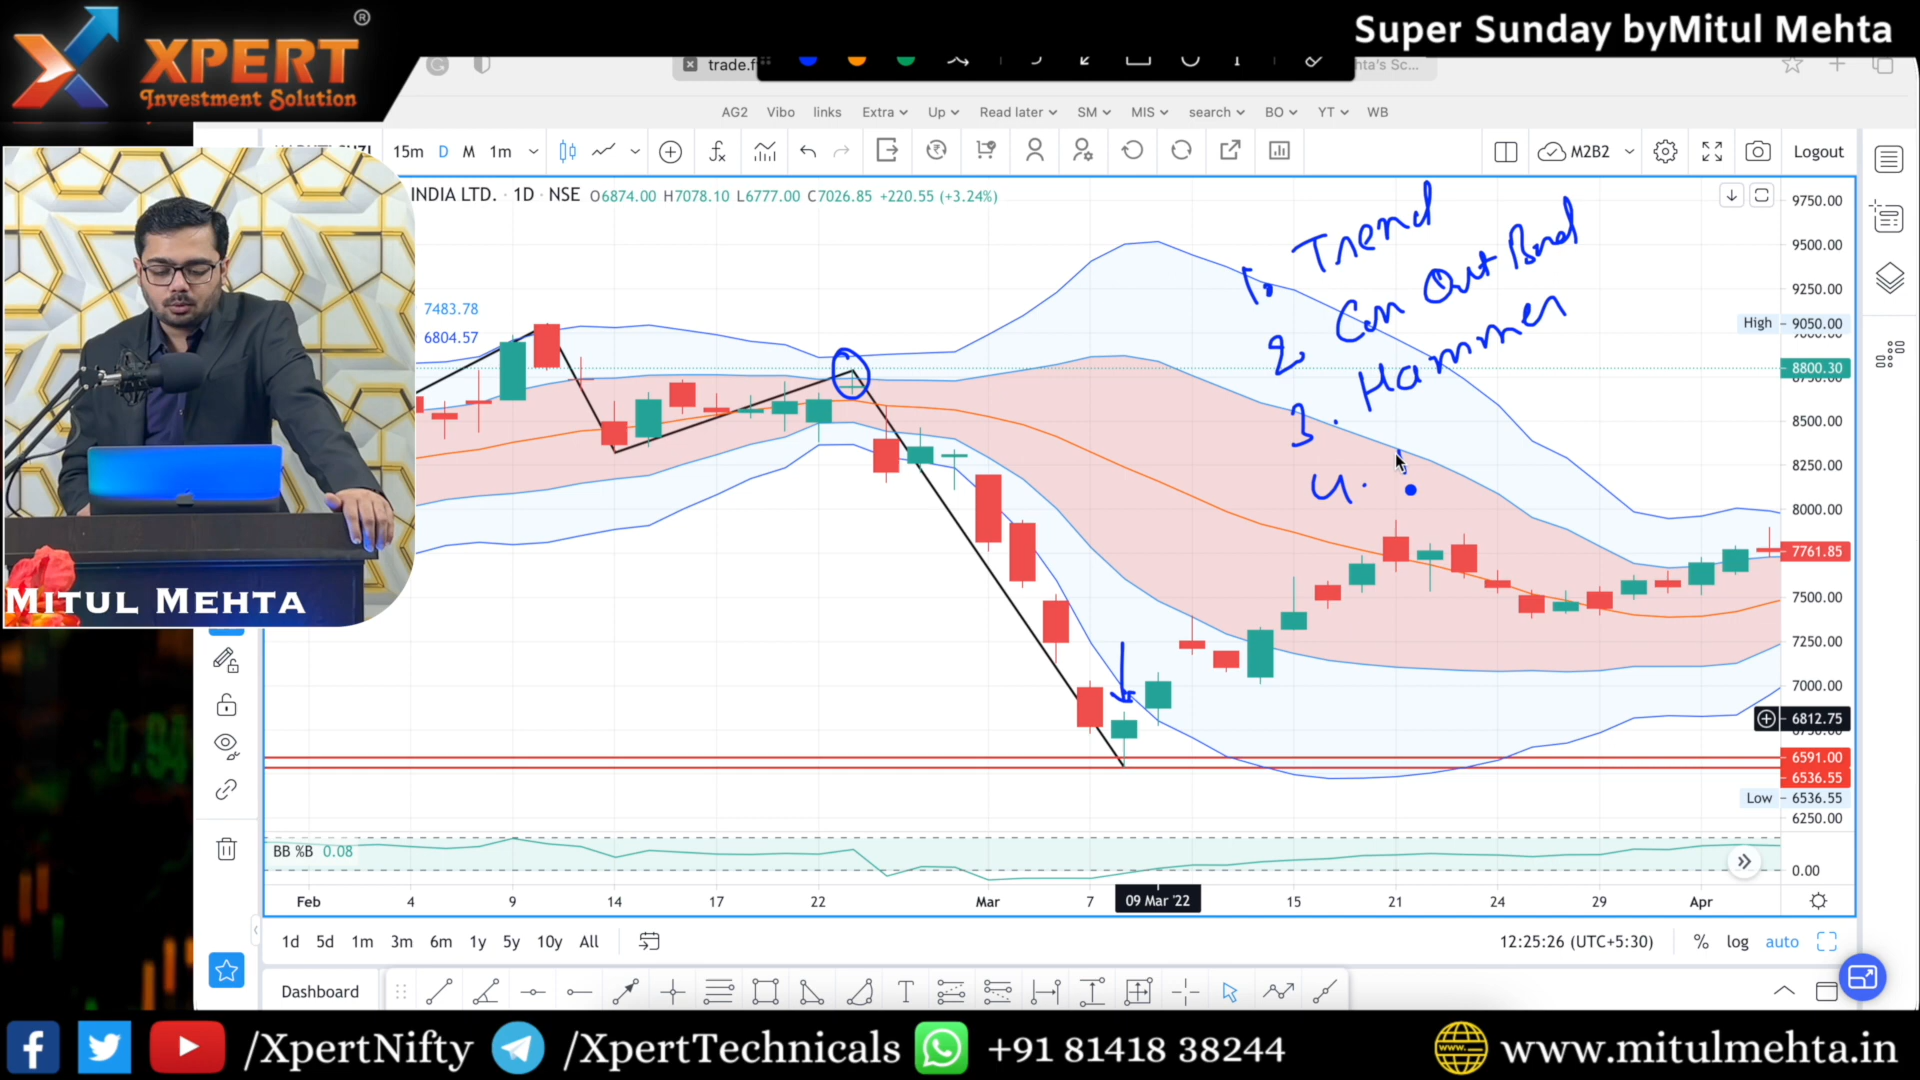 XPERT ®
Investment Solution
Super Sunday byMitul Mehta
trade.f
nta's Sc...
AG2 Vibo links Extra Up Read later SM MIS search BO YT WB
15m D M 1m
M2B2 Logout
INDIA LTD. · 1D · NSE O6874.00 H7078.10 L6777.00 C7026.85 +220.55 (+3.24%)
7483.78
6804.57
1. Trend
2 Can Out Band
3. Hammer
4.
9750.00
9500.00
9250.00
High 9050.00
9000.00
8800.30
8500.00
8250.00
8000.00
7761.85
7500.00
7250.00
7000.00
6812.75
6591.00
6536.55
Low 6536.55
6250.00
MITUL MEHTA
BB %B 0.08
0.00
Feb 4 9 14 17 22 Mar 7 09 Mar '22 15 21 24 29 Apr
1d 5d 1m 3m 6m 1y 5y 10y All
12:25:26 (UTC+5:30) % log auto
Dashboard
/XpertNifty /XpertTechnicals +91 81418 38244 www.mitulmehta.in